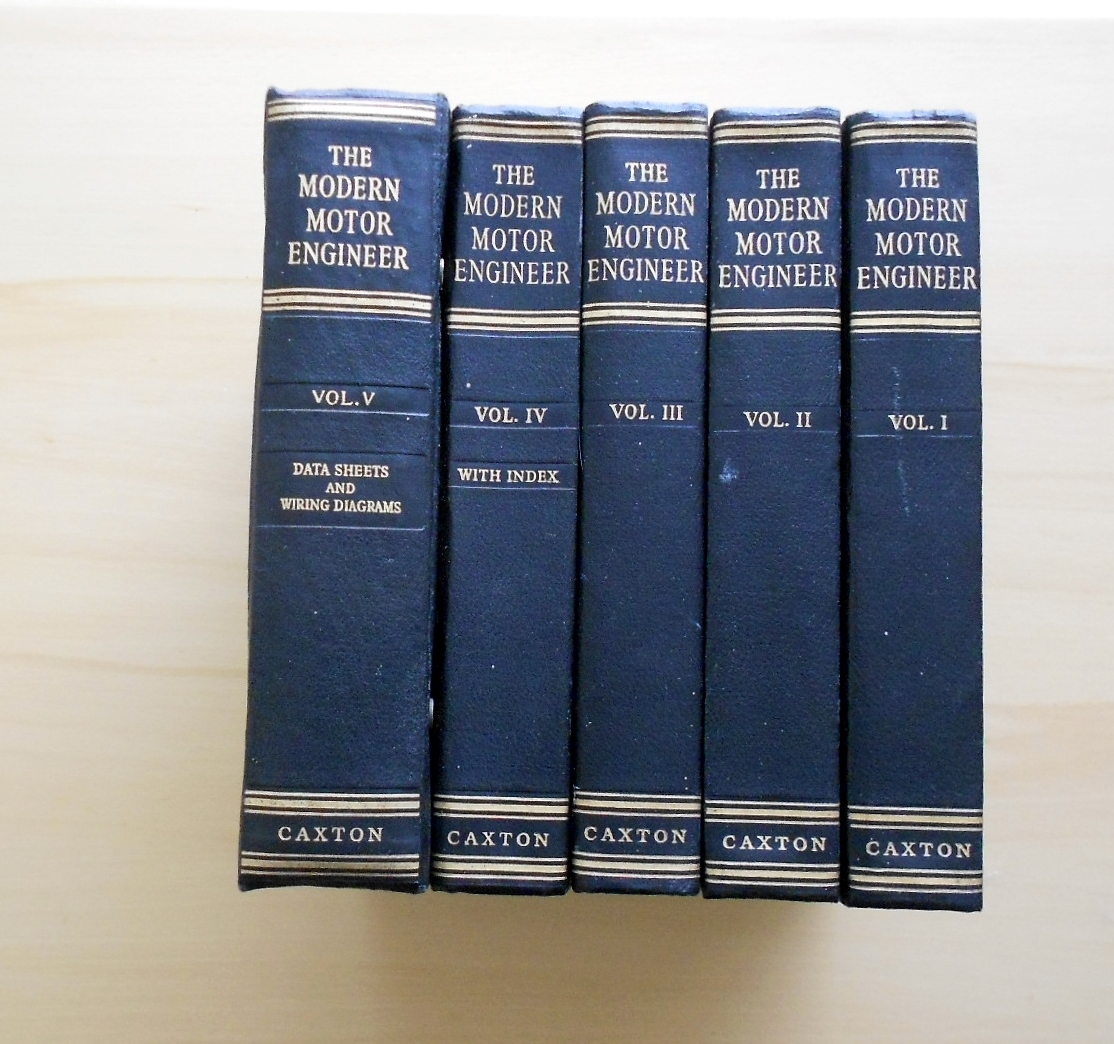 THE
MODERN
MOTOR
ENGINEER
VOL.V
DATA SHEETS
AND
WIRING DIAGRAMS
CAXTON
THE
MODERN
MOTOR
ENGINEER
VOL. IV
WITH INDEX
CAXTON
THE
MODERN
MOTOR
ENGINEER
VOL. III
CAXTON
THE
MODERN
MOTOR
ENGINEER
VOL. II
CAXTON
THE
MODERN
MOTOR
ENGINEER
VOL. I
CAXTON